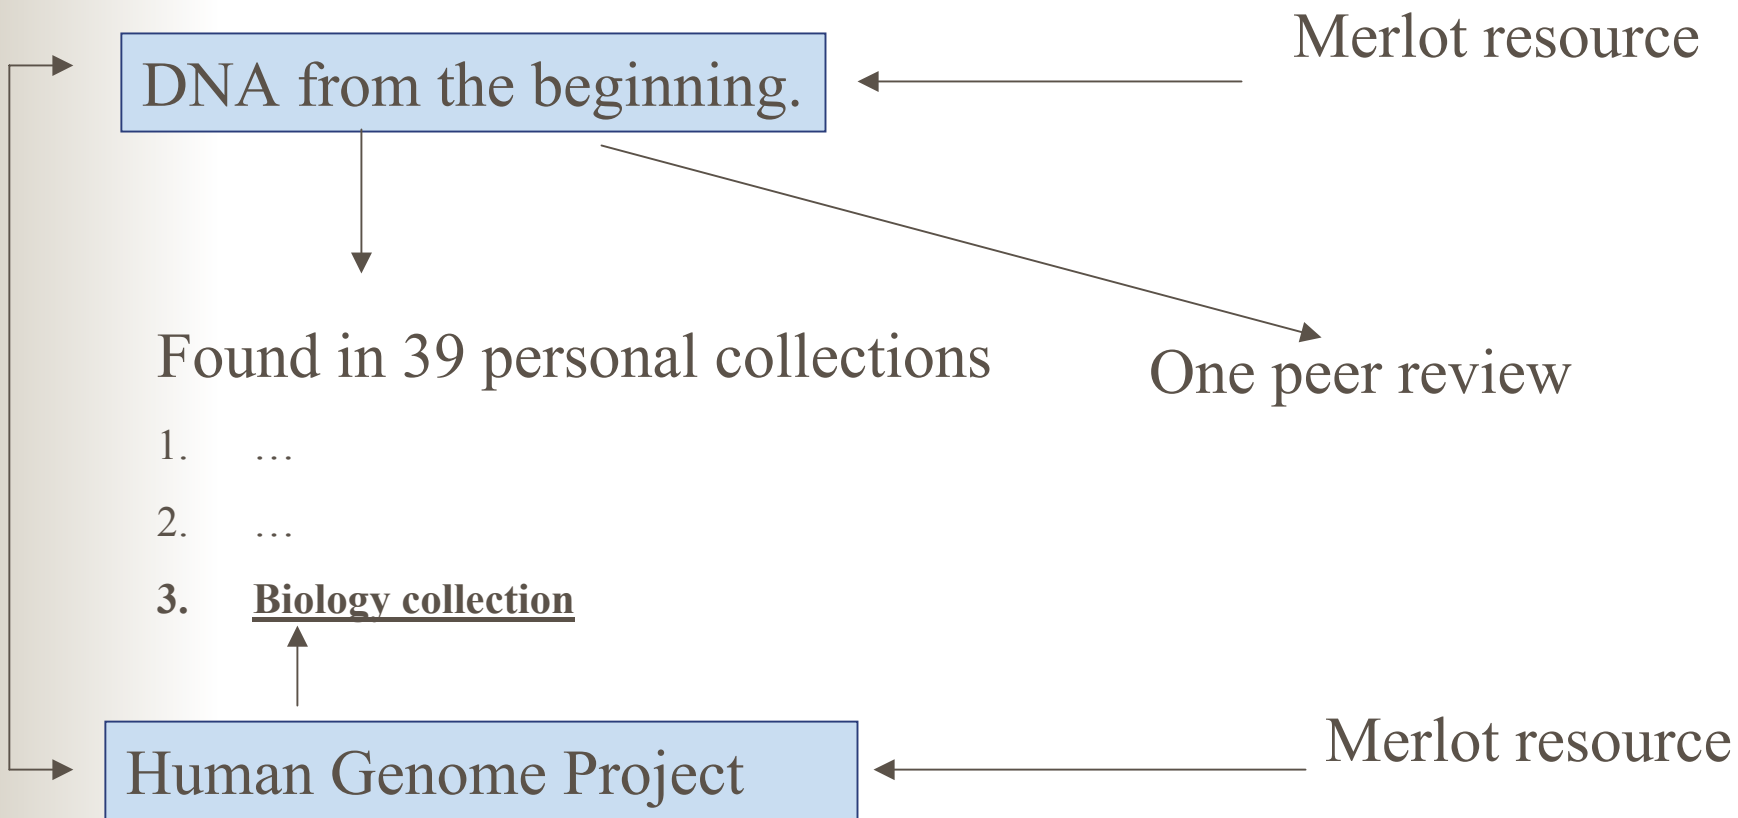 Merlot resource
DNA from the beginning.
Found in 39 personal collections
One peer review
1. …
2. …
3. Biology collection
Merlot resource
Human Genome Project